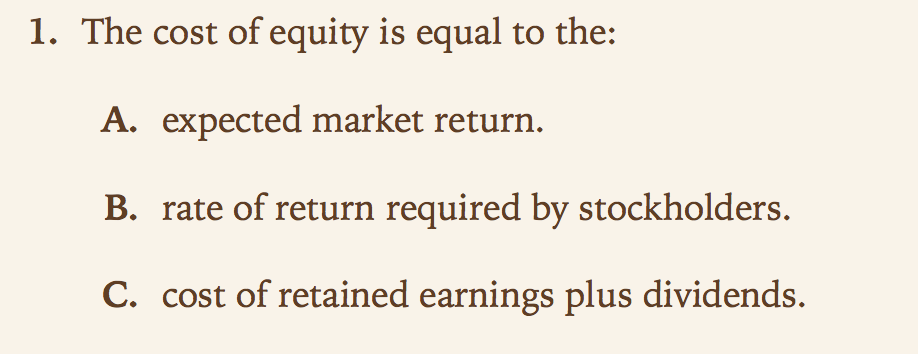 1. The cost of equity is equal to the:
A. expected market return.
B. rate of return required by stockholders.
C. cost of retained earnings plus dividends.